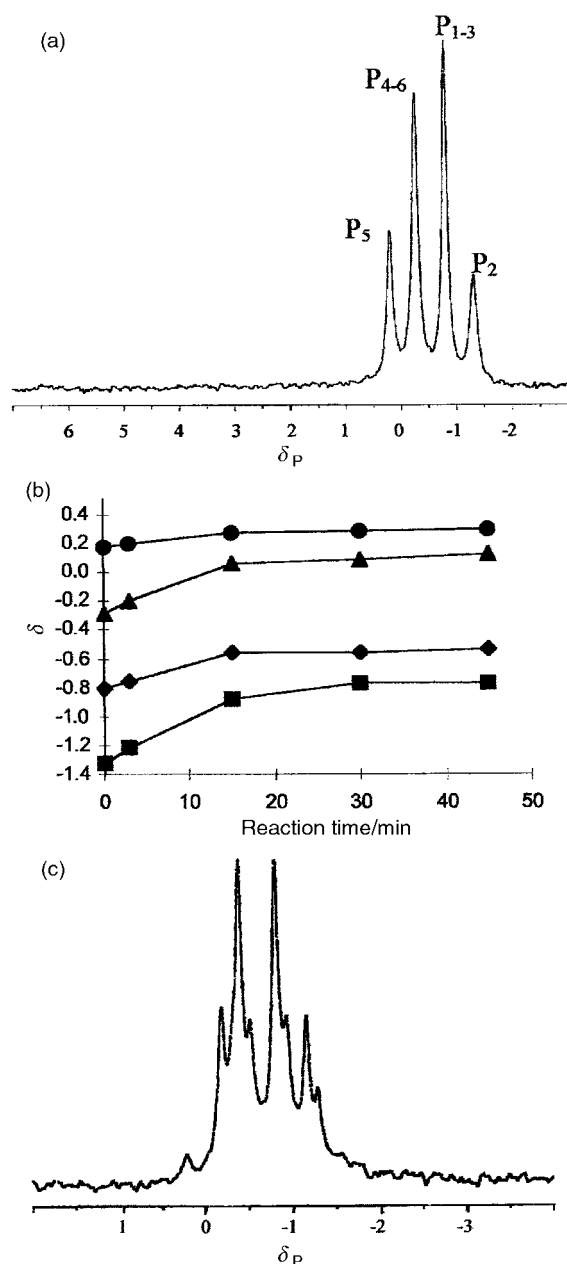 (a)
P₁₋₃
P₄₋₆
P₅
P₂
6 5 4 3 2 1 0 -1 -2
δ_P
(b)
0.4
0.2
0.0
-0.2
-0.4
δ
-0.6
-0.8
-1.0
-1.2
-1.4
0 10 20 30 40 50
Reaction time/min
(c)
1 0 -1 -2 -3
δ_P